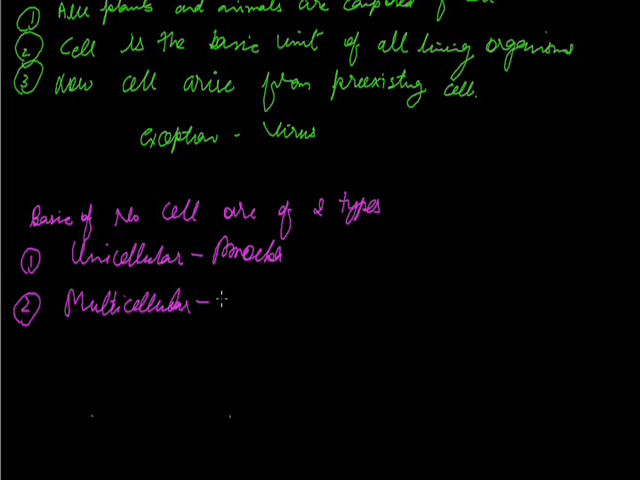 ① All plants and animals are composed of
② Cell is the basic unit of all living organisms
③ New cell arise from preexisting cell.
Exception - Virus
Basic of No cell are of 2 types
① Unicellular - Amoeba
② Multicellular -